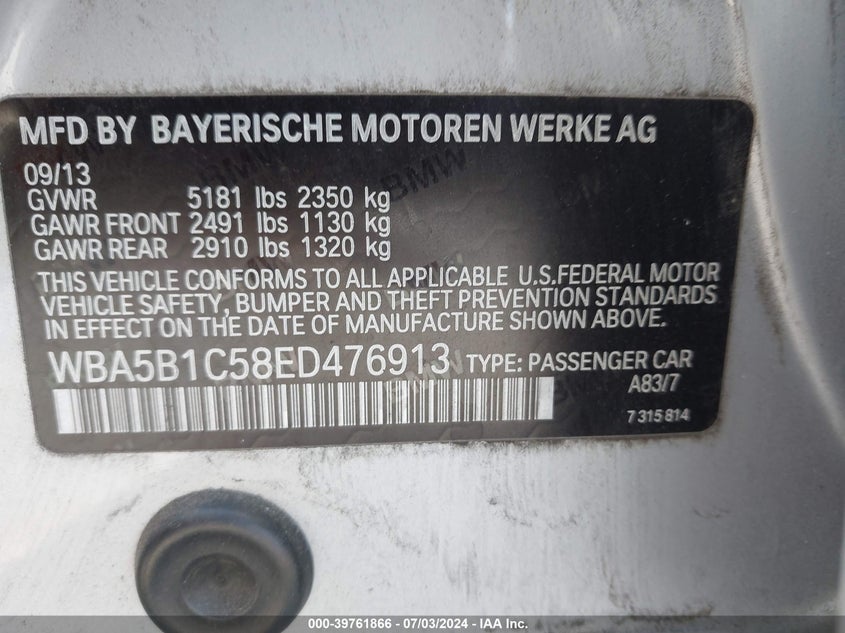 MFD BY BAYERISCHE MOTOREN WERKE AG
09/13
GVWR 5181 lbs 2350 kg
GAWR FRONT 2491 lbs 1130 kg
GAWR REAR 2910 lbs 1320 kg
THIS VEHICLE CONFORMS TO ALL APPLICABLE U.S.FEDERAL MOTOR
VEHICLE SAFETY, BUMPER AND THEFT PREVENTION STANDARDS
IN EFFECT ON THE DATE OF MANUFACTURE SHOWN ABOVE.
WBA5B1C58ED476913 TYPE: PASSENGER CAR
A83/7
7 315 814
000-39761866 - 07/03/2024 - IAA Inc.